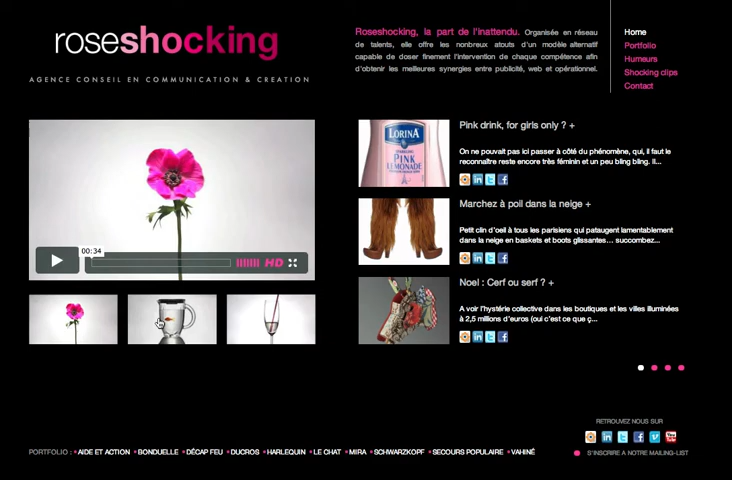 roseshocking
AGENCE CONSEIL EN COMMUNICATION & CREATION
Roseshocking, la part de l'inattendu. Organisée en réseau
de talents, elle offre les nonbreux atouts d'un modèle alternatif
capable de doser finement l'intervention de chaque compétence afin
d'obtenir les meilleures synergies entre publicité, web et opérationnel.
Home
Portfolio
Humeurs
Shocking clips
Contact
00:34
HD
LORINA
SPARKLING
PINK
LEMONADE
Pink drink, for girls only ? +
On ne pouvait pas ici passer à côté du phénomène, qui, il faut le
reconnaître reste encore très féminin et un peu bling bling. Il...
Marchez à poil dans la neige +
Petit clin d'oeil à tous les parisiens qui pataugent lamentablement
dans la neige en baskets et boots glissantes... succombez...
Noel : Cerf ou serf ? +
A voir l'hystérie collective dans les boutiques et les villes illuminées
à 2,5 millions d'euros (oui c'est ce que ç...
RETROUVEZ NOUS SUR
PORTFOLIO : AIDE ET ACTION BONDUELLE DÉCAP FEU DUCROS HARLEQUIN LE CHAT MIRA SCHWARZKOPF SECOURS POPULAIRE VAHINÉ
S'INSCRIRE A NOTRE MAILING-LIST